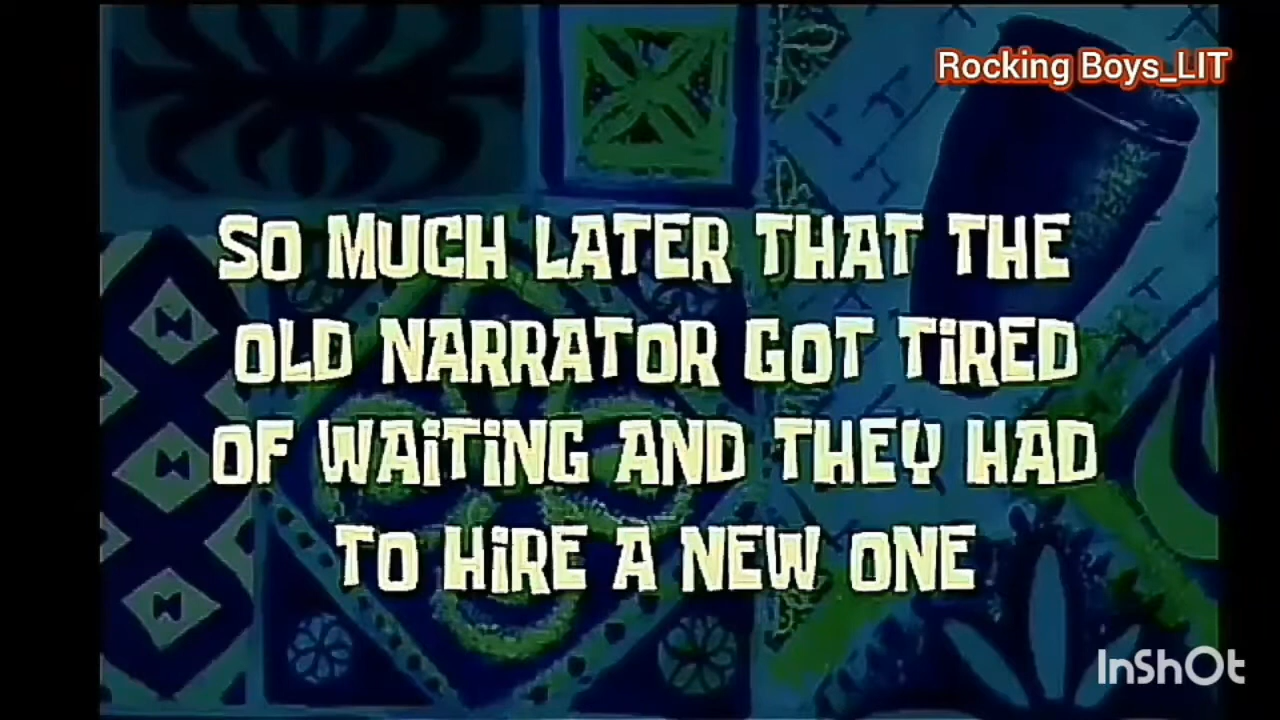 Rocking Boys_LIT
SO MUCH LATER THAT THE
OLD NARRATOR GOT TiRED
OF WAiTiNG AND THEY HAD
TO HiRE A NEW ONE
InShOt